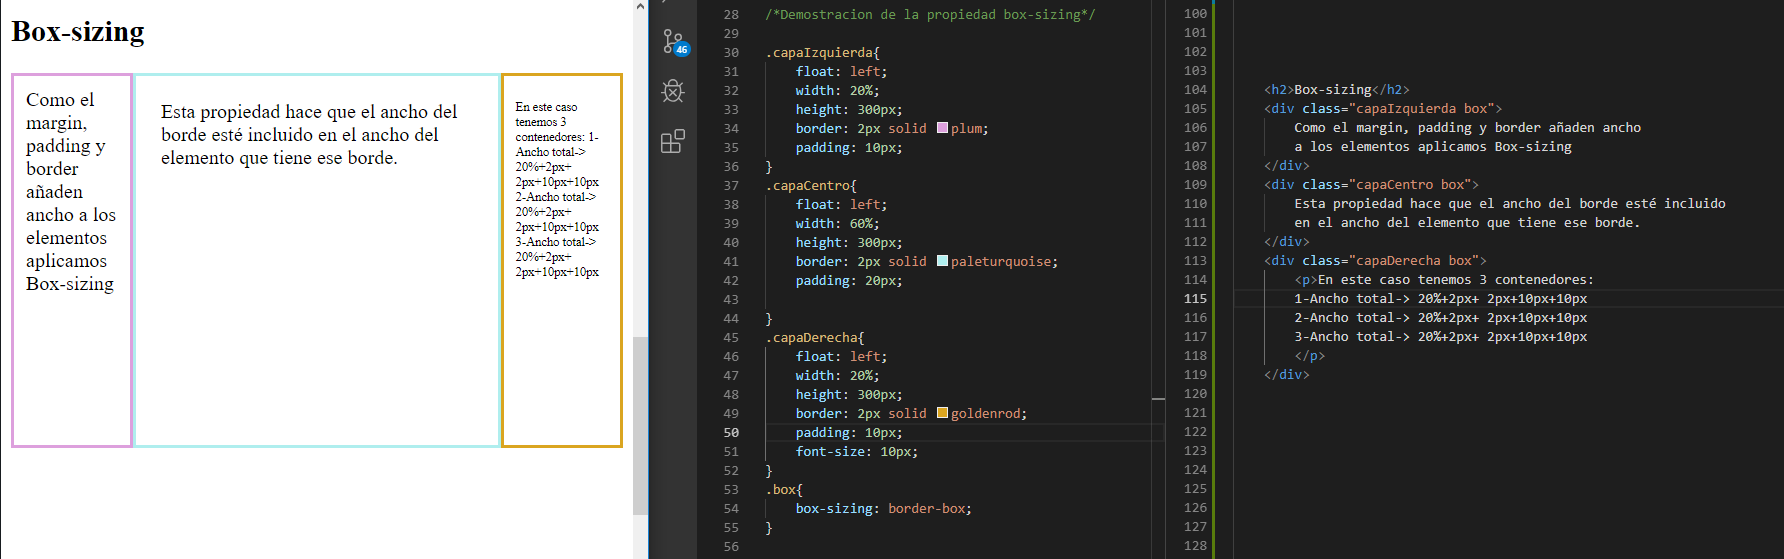 Box-sizing
Como el
margin,
padding y
border
añaden
ancho a los
elementos
aplicamos
Box-sizing
Esta propiedad hace que el ancho del
borde esté incluido en el ancho del
elemento que tiene ese borde.
En este caso
tenemos 3
contenedores: 1-
Ancho total->
20%+2px+
2px+10px+10px
2-Ancho total->
20%+2px+
2px+10px+10px
3-Ancho total->
20%+2px+
2px+10px+10px
46
28 /*Demostracion de la propiedad box-sizing*/
29
30 .capaIzquierda{
31 float: left;
32 width: 20%;
33 height: 300px;
34 border: 2px solid plum;
35 padding: 10px;
36 }
37 .capaCentro{
38 float: left;
39 width: 60%;
40 height: 300px;
41 border: 2px solid paleturquoise;
42 padding: 20px;
43
44 }
45 .capaDerecha{
46 float: left;
47 width: 20%;
48 height: 300px;
49 border: 2px solid goldenrod;
50 padding: 10px;
51 font-size: 10px;
52 }
53 .box{
54 box-sizing: border-box;
55 }
56
100
101
102
103
104 <h2>Box-sizing</h2>
105 <div class="capaIzquierda box">
106 Como el margin, padding y border añaden ancho
107 a los elementos aplicamos Box-sizing
108 </div>
109 <div class="capaCentro box">
110 Esta propiedad hace que el ancho del borde esté incluido
111 en el ancho del elemento que tiene ese borde.
112 </div>
113 <div class="capaDerecha box">
114 <p>En este caso tenemos 3 contenedores:
115 1-Ancho total-> 20%+2px+ 2px+10px+10px
116 2-Ancho total-> 20%+2px+ 2px+10px+10px
117 3-Ancho total-> 20%+2px+ 2px+10px+10px
118 </p>
119 </div>
120
121
122
123
124
125
126
127
128